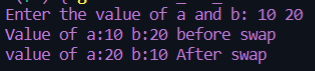 Enter the value of a and b: 10 20
Value of a:10 b:20 before swap
value of a:20 b:10 After swap